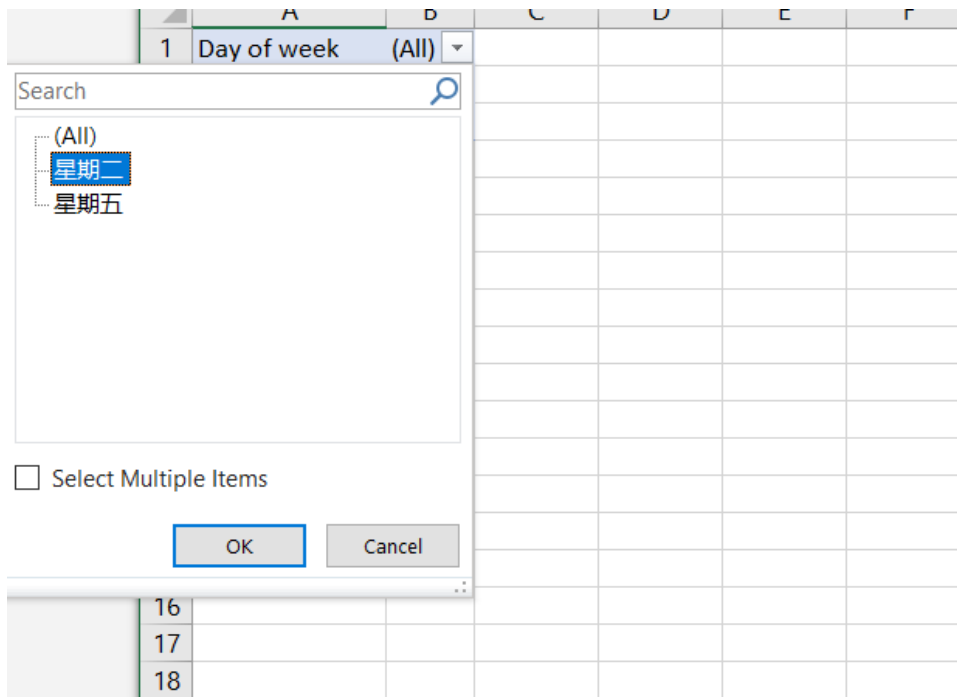 A B C D E F
1 Day of week (All)
Search
(All)
星期二
星期五
Select Multiple Items
OK Cancel
16
17
18